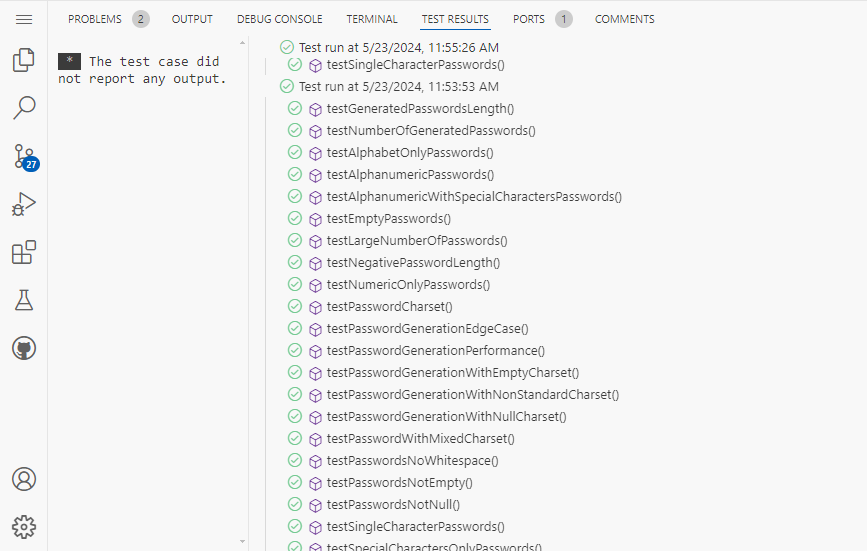 PROBLEMS 2 OUTPUT DEBUG CONSOLE TERMINAL TEST RESULTS PORTS 1 COMMENTS
* The test case did
not report any output.
27
Test run at 5/23/2024, 11:55:26 AM
testSingleCharacterPasswords()
Test run at 5/23/2024, 11:53:53 AM
testGeneratedPasswordsLength()
testNumberOfGeneratedPasswords()
testAlphabetOnlyPasswords()
testAlphanumericPasswords()
testAlphanumericWithSpecialCharactersPasswords()
testEmptyPasswords()
testLargeNumberOfPasswords()
testNegativePasswordLength()
testNumericOnlyPasswords()
testPasswordCharset()
testPasswordGenerationEdgeCase()
testPasswordGenerationPerformance()
testPasswordGenerationWithEmptyCharset()
testPasswordGenerationWithNonStandardCharset()
testPasswordGenerationWithNullCharset()
testPasswordWithMixedCharset()
testPasswordsNoWhitespace()
testPasswordsNotEmpty()
testPasswordsNotNull()
testSingleCharacterPasswords()
testSpecialCharactersOnlyPasswords()